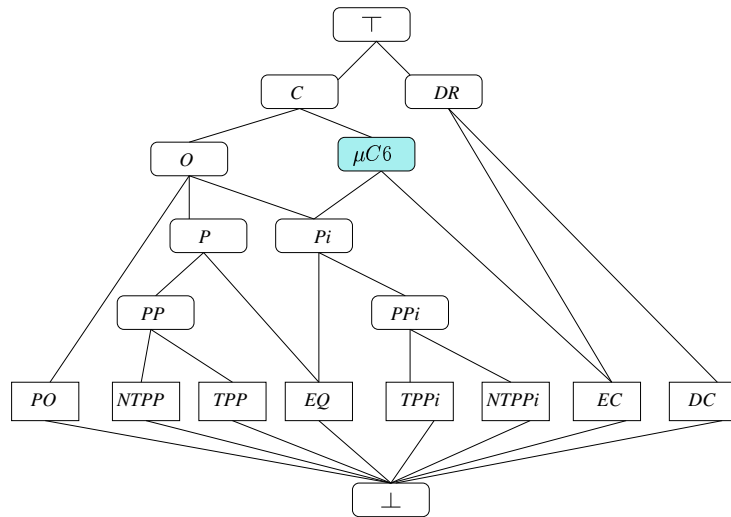 ⊤
C DR
O μC6
P Pi
PP PPi
PO NTPP TPP EQ TPPi NTPPi EC DC
⊥